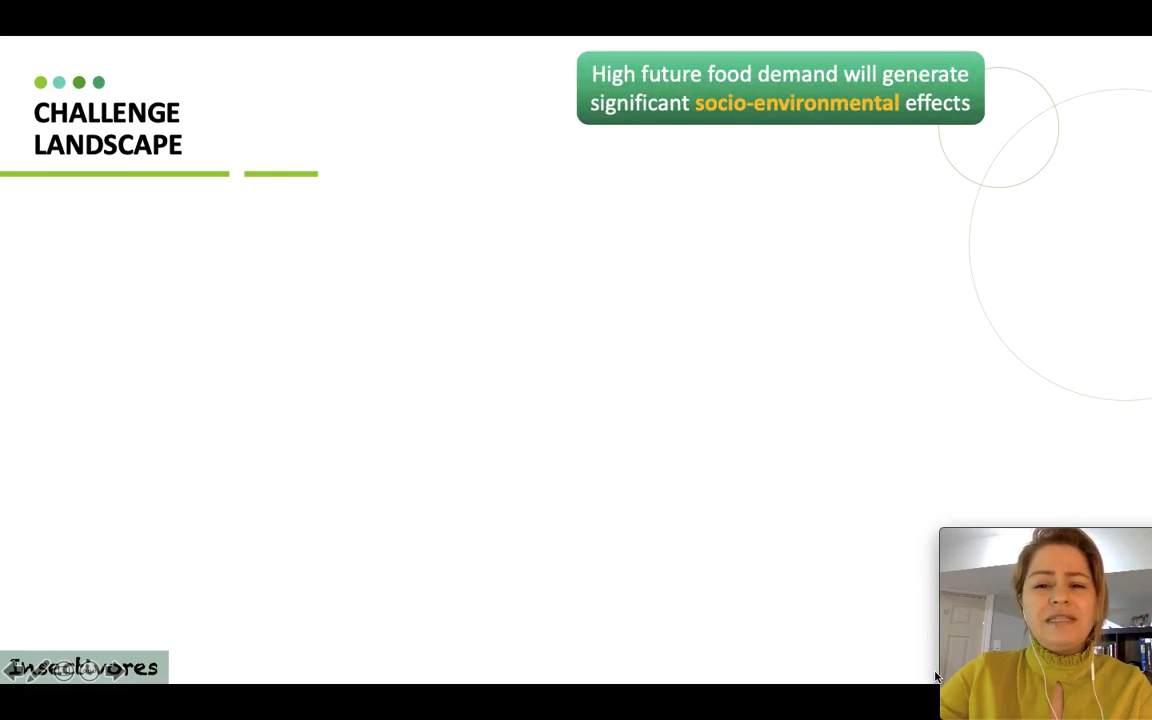 High future food demand will generate
significant socio-environmental effects
CHALLENGE
LANDSCAPE
Insectivores